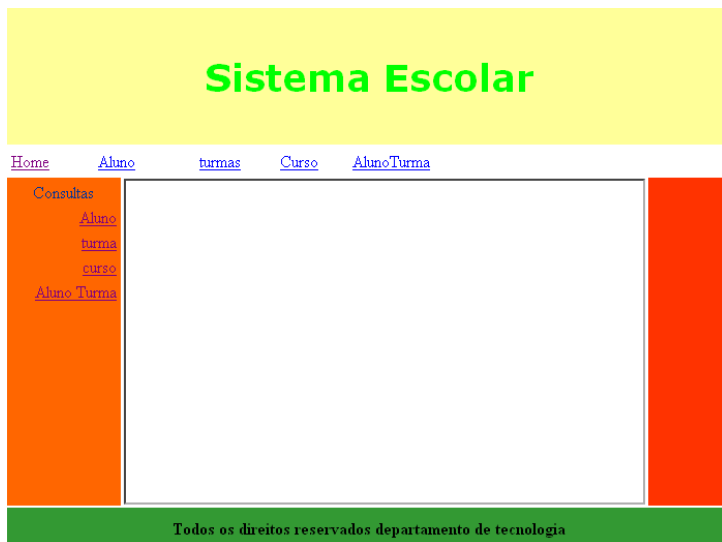 Sistema Escolar
Home Aluno turmas Curso AlunoTurma
Consultas
Aluno
turma
curso
Aluno Turma
Todos os direitos reservados departamento de tecnologia